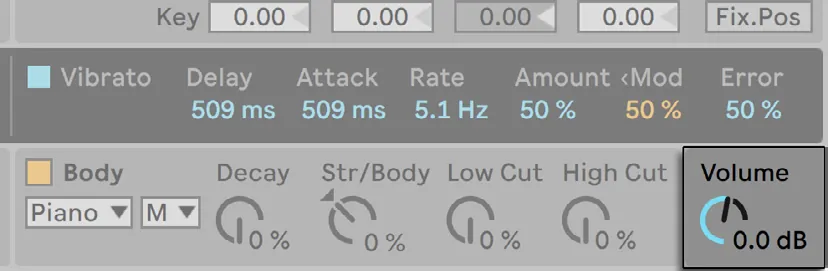 Key 0.00 0.00 0.00 0.00 Fix.Pos
Vibrato Delay Attack Rate Amount ‹Mod Error
509 ms 509 ms 5.1 Hz 50 % 50 % 50 %
Body Decay Str/Body Low Cut High Cut Volume
Piano M 0 % 0 % 0 % 0 % 0.0 dB